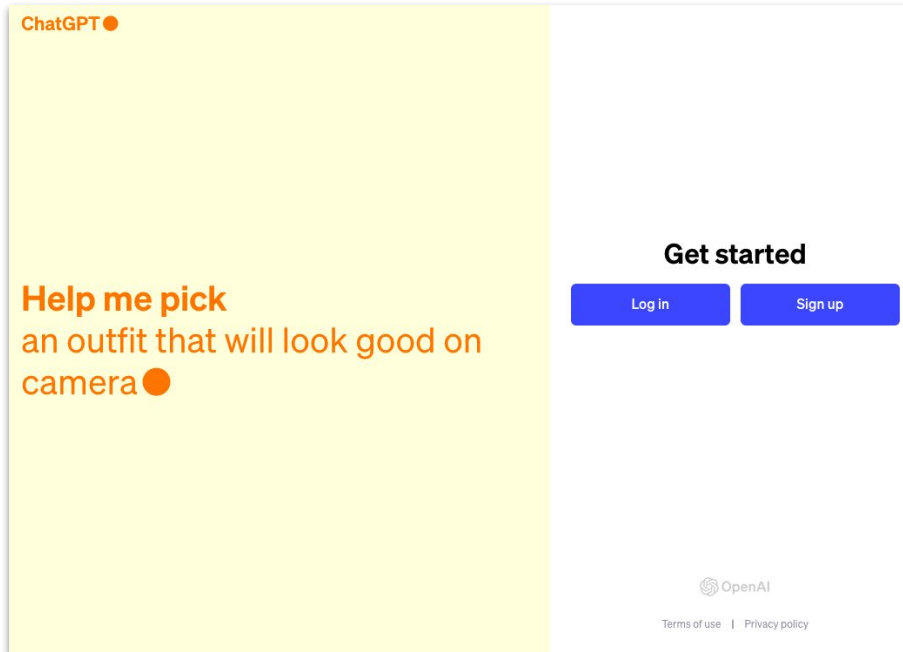 ChatGPT
Help me pick
an outfit that will look good on
camera
Get started
Log in
Sign up
OpenAI
Terms of use | Privacy policy